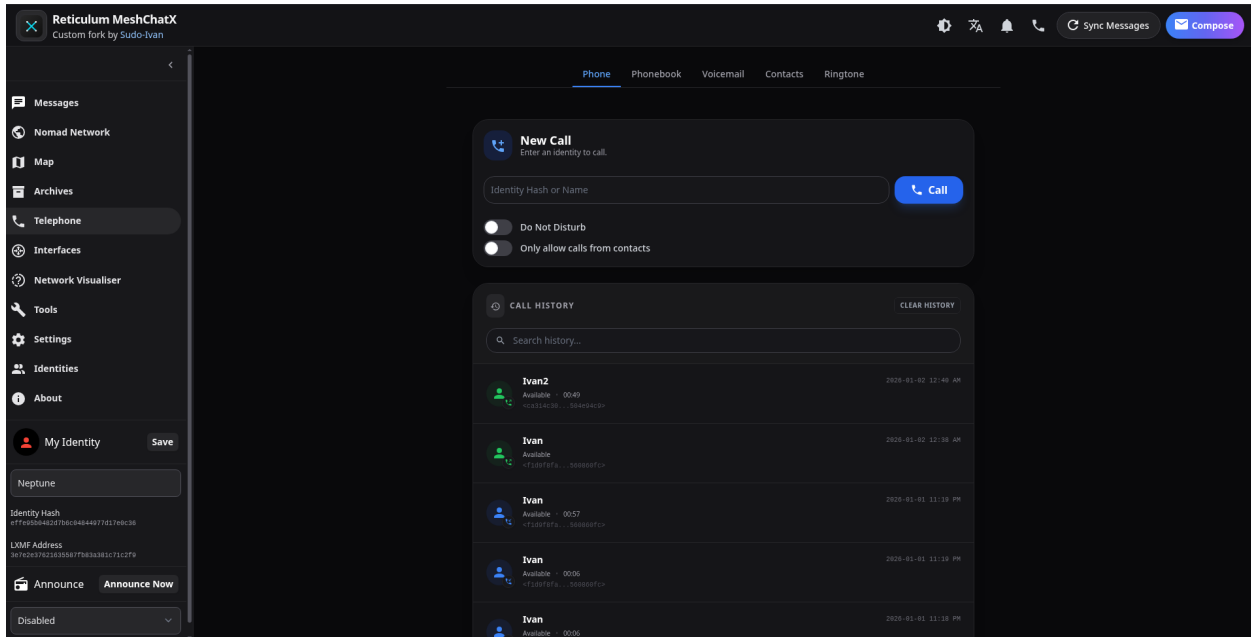 Reticulum MeshChatX
Custom fork by Sudo-Ivan
Sync Messages
Compose
Messages
Nomad Network
Map
Archives
Telephone
Interfaces
Network Visualiser
Tools
Settings
Identities
About
My Identity
Save
Neptune
Identity Hash
LXMF Address
Announce
Announce Now
Disabled
Phone
Phonebook
Voicemail
Contacts
Ringtone
New Call
Enter an identity to call.
Identity Hash or Name
Call
Do Not Disturb
Only allow calls from contacts
CALL HISTORY
CLEAR HISTORY
Search history...
Ivan2
2026-01-02 12:40 AM
Available · 00:49
Ivan
2026-01-02 12:38 AM
Available
Ivan
2026-01-01 11:19 PM
Available · 00:57
Ivan
2026-01-01 11:18 PM
Available · 00:06
Ivan
2026-01-01 11:18 PM
Available · 00:06